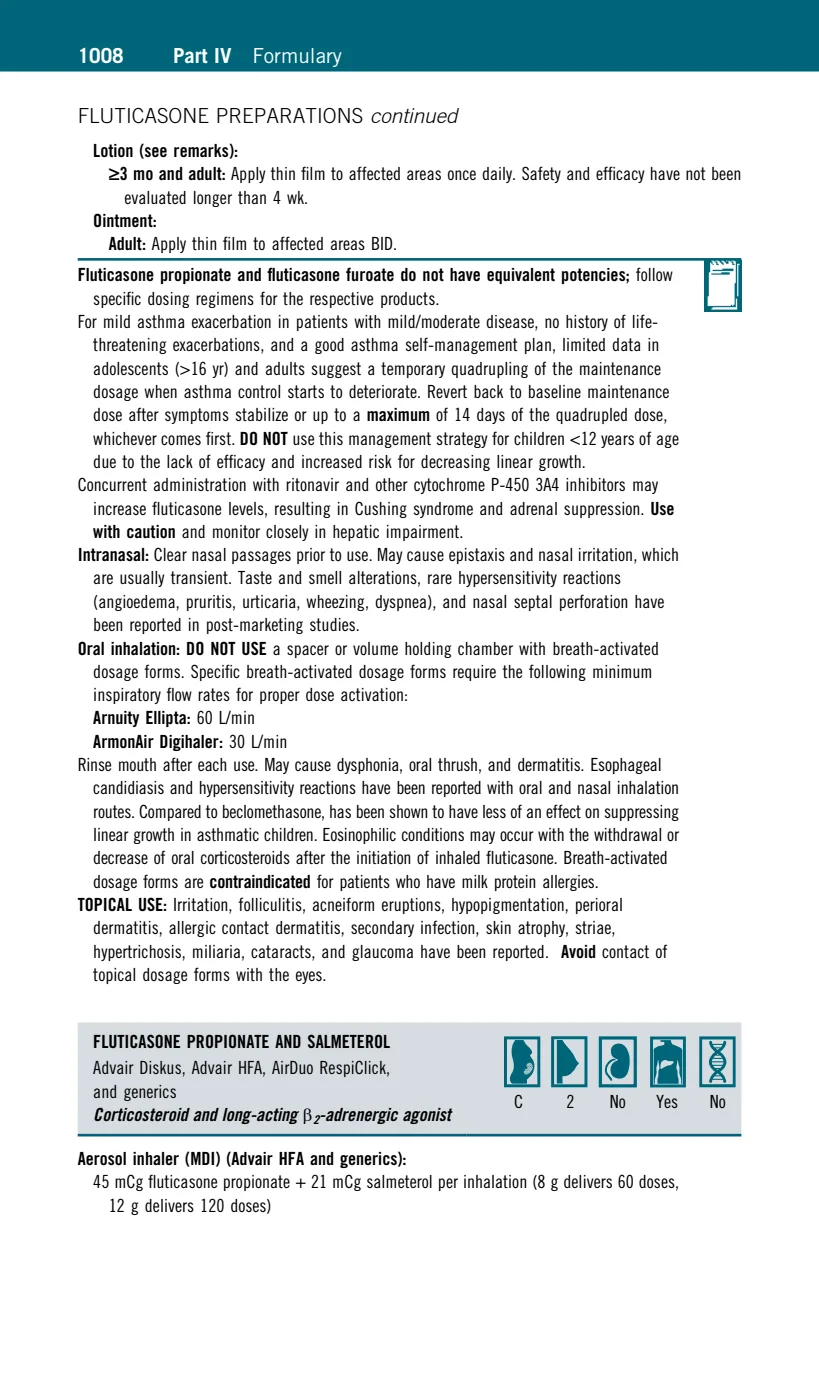 1008 Part IV Formulary
FLUTICASONE PREPARATIONS continued
Lotion (see remarks):
≥3 mo and adult: Apply thin film to affected areas once daily. Safety and efficacy have not been
evaluated longer than 4 wk.
Ointment:
Adult: Apply thin film to affected areas BID.
Fluticasone propionate and fluticasone furoate do not have equivalent potencies; follow
specific dosing regimens for the respective products.
For mild asthma exacerbation in patients with mild/moderate disease, no history of life-
threatening exacerbations, and a good asthma self-management plan, limited data in
adolescents (>16 yr) and adults suggest a temporary quadrupling of the maintenance
dosage when asthma control starts to deteriorate. Revert back to baseline maintenance
dose after symptoms stabilize or up to a maximum of 14 days of the quadrupled dose,
whichever comes first. DO NOT use this management strategy for children <12 years of age
due to the lack of efficacy and increased risk for decreasing linear growth.
Concurrent administration with ritonavir and other cytochrome P-450 3A4 inhibitors may
increase fluticasone levels, resulting in Cushing syndrome and adrenal suppression. Use
with caution and monitor closely in hepatic impairment.
Intranasal: Clear nasal passages prior to use. May cause epistaxis and nasal irritation, which
are usually transient. Taste and smell alterations, rare hypersensitivity reactions
(angioedema, pruritis, urticaria, wheezing, dyspnea), and nasal septal perforation have
been reported in post-marketing studies.
Oral inhalation: DO NOT USE a spacer or volume holding chamber with breath-activated
dosage forms. Specific breath-activated dosage forms require the following minimum
inspiratory flow rates for proper dose activation:
Arnuity Ellipta: 60 L/min
ArmonAir Digihaler: 30 L/min
Rinse mouth after each use. May cause dysphonia, oral thrush, and dermatitis. Esophageal
candidiasis and hypersensitivity reactions have been reported with oral and nasal inhalation
routes. Compared to beclomethasone, has been shown to have less of an effect on suppressing
linear growth in asthmatic children. Eosinophilic conditions may occur with the withdrawal or
decrease of oral corticosteroids after the initiation of inhaled fluticasone. Breath-activated
dosage forms are contraindicated for patients who have milk protein allergies.
TOPICAL USE: Irritation, folliculitis, acneiform eruptions, hypopigmentation, perioral
dermatitis, allergic contact dermatitis, secondary infection, skin atrophy, striae,
hypertrichosis, miliaria, cataracts, and glaucoma have been reported. Avoid contact of
topical dosage forms with the eyes.
FLUTICASONE PROPIONATE AND SALMETEROL
Advair Diskus, Advair HFA, AirDuo RespiClick,
and generics
Corticosteroid and long-acting β2-adrenergic agonist
C 2 No Yes No
Aerosol inhaler (MDI) (Advair HFA and generics):
45 mCg fluticasone propionate + 21 mCg salmeterol per inhalation (8 g delivers 60 doses,
12 g delivers 120 doses)